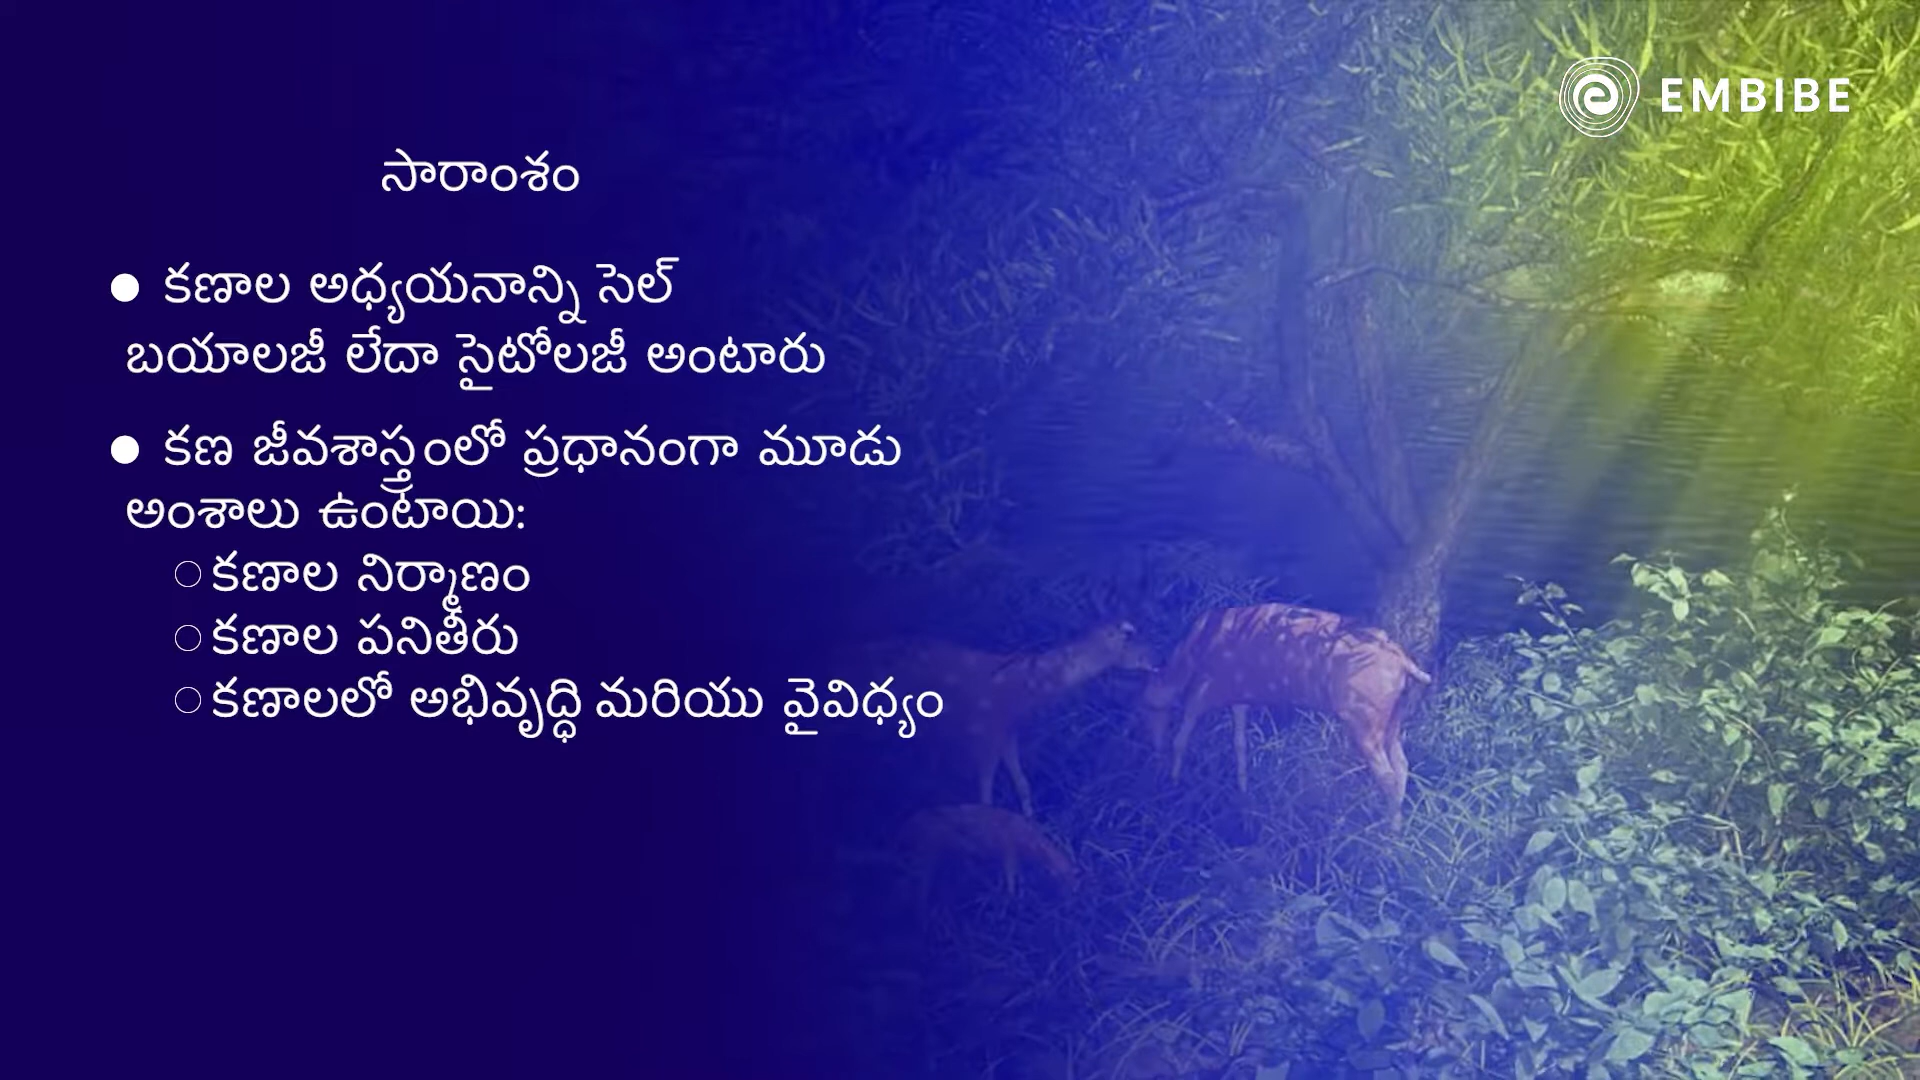 EMBIBE
సారాంశం
● కణాల అధ్యయనాన్ని సెల్
బయాలజీ లేదా సైటోలజీ అంటారు
● కణ జీవశాస్త్రంలో ప్రధానంగా మూడు
అంశాలు ఉంటాయి:
○ కణాల నిర్మాణం
○ కణాల పనితీరు
○ కణాలలో అభివృద్ధి మరియు వైవిధ్యం